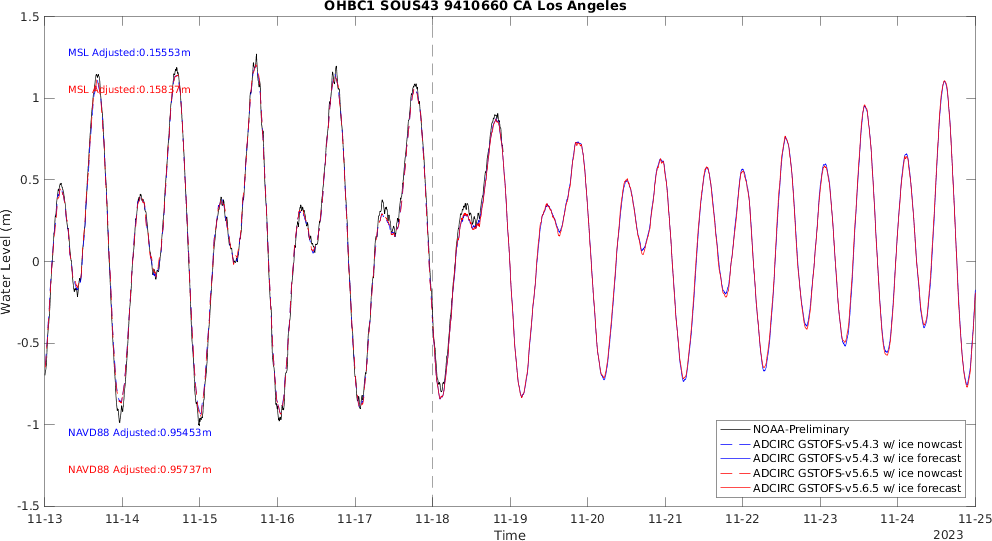 OHBC1 SOUS43 9410660 CA Los Angeles
1.5
1
0.5
0
-0.5
-1
-1.5
Water Level (m)
MSL Adjusted:0.15553m
MSL Adjusted:0.15837m
NAVD88 Adjusted:0.95453m
NAVD88 Adjusted:0.95737m
NOAA-Preliminary
ADCIRC GSTOFS-v5.4.3 w/ ice nowcast
ADCIRC GSTOFS-v5.4.3 w/ ice forecast
ADCIRC GSTOFS-v5.6.5 w/ ice nowcast
ADCIRC GSTOFS-v5.6.5 w/ ice forecast
11-13 11-14 11-15 11-16 11-17 11-18 11-19 11-20 11-21 11-22 11-23 11-24 11-25
Time
2023